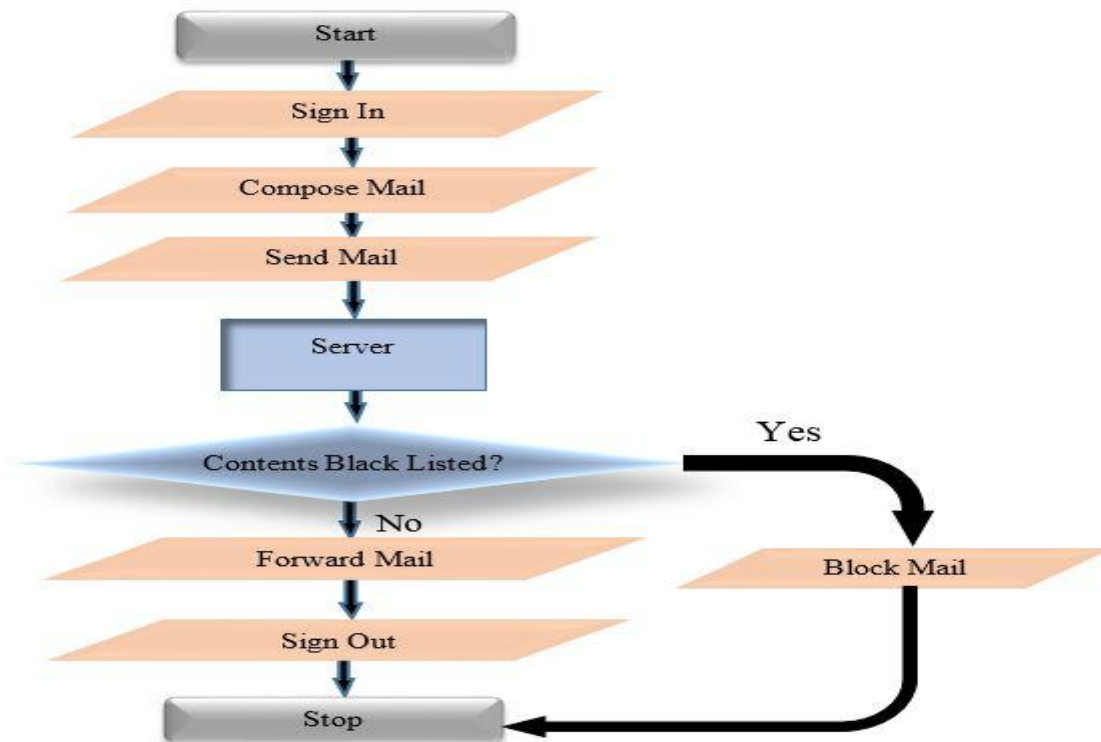 Start
Sign In
Compose Mail
Send Mail
Server
Contents Black Listed?
Yes
No
Forward Mail
Block Mail
Sign Out
Stop